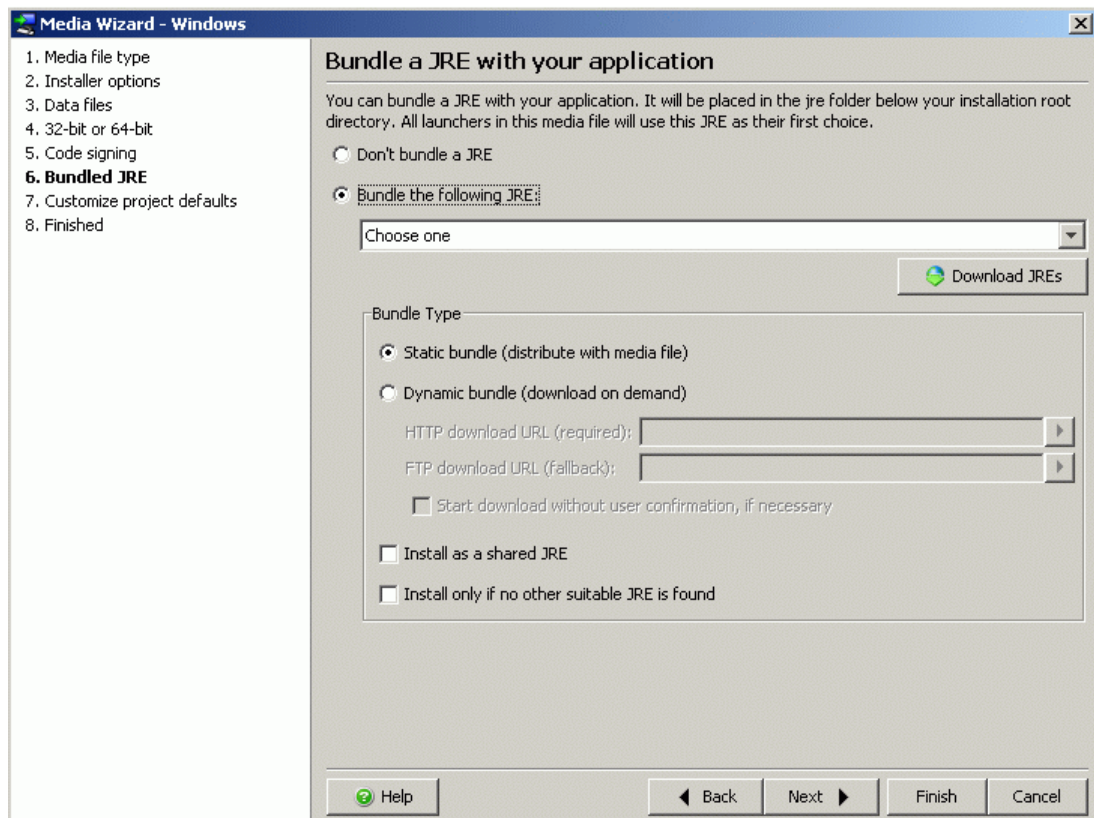 Media Wizard - Windows
1. Media file type
2. Installer options
3. Data files
4. 32-bit or 64-bit
5. Code signing
6. Bundled JRE
7. Customize project defaults
8. Finished
Bundle a JRE with your application
You can bundle a JRE with your application. It will be placed in the jre folder below your installation root
directory. All launchers in this media file will use this JRE as their first choice.
Don't bundle a JRE
Bundle the following JRE:
Choose one
Download JREs
Bundle Type
Static bundle (distribute with media file)
Dynamic bundle (download on demand)
HTTP download URL (required):
FTP download URL (fallback):
Start download without user confirmation, if necessary
Install as a shared JRE
Install only if no other suitable JRE is found
Help
Back
Next
Finish
Cancel